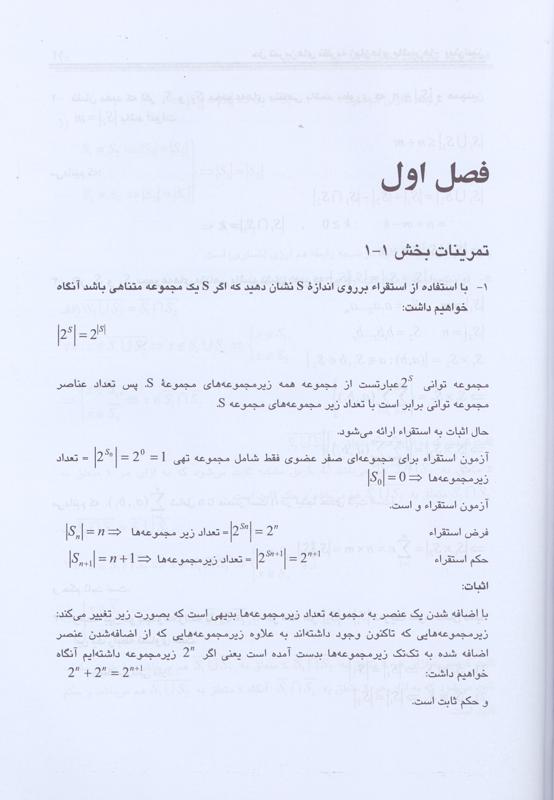 فصل اول
تمرینات بخش ۱-۱
۱- با استفاده از استقراء برروی اندازهٔ S نشان دهید که اگر S یک مجموعه متناهی باشد آنگاه
خواهیم داشت:
|2^S| = 2^|S|
مجموعه توانی 2^S عبارتست از مجموعه همه زیرمجموعه‌های مجموعهٔ S. پس تعداد عناصر
مجموعه توانی برابر است با تعداد زیر مجموعه‌های مجموعه S.
حال اثبات به استقراء ارائه می‌شود.
آزمون استقراء برای مجموعه‌ای صفر عضوی فقط شامل مجموعه تهی |2^{S_0}| = 2^0 = 1 = تعداد
زیرمجموعه‌ها ⇒ |S_0| = 0
آزمون استقراء و است.
فرض استقراء |S_n| = n ⇒ تعداد زیر مجموعه‌ها = |2^{Sn}| = 2^n
حکم استقراء |S_{n+1}| = n+1 ⇒ تعداد زیرمجموعه‌ها = |2^{Sn+1}| = 2^{n+1}
اثبات:
با اضافه شدن یک عنصر به مجموعه تعداد زیرمجموعه‌ها بدیهی است که بصورت زیر تغییر می‌کند:
زیرمجموعه‌هایی که تاکنون وجود داشته‌اند به علاوه زیرمجموعه‌هایی که از اضافه‌شدن عنصر
اضافه شده به تک‌تک زیرمجموعه‌ها بدست آمده است یعنی اگر 2^n زیرمجموعه داشته‌ایم آنگاه
خواهیم داشت: 2^n + 2^n = 2^{n+1}
و حکم ثابت است.